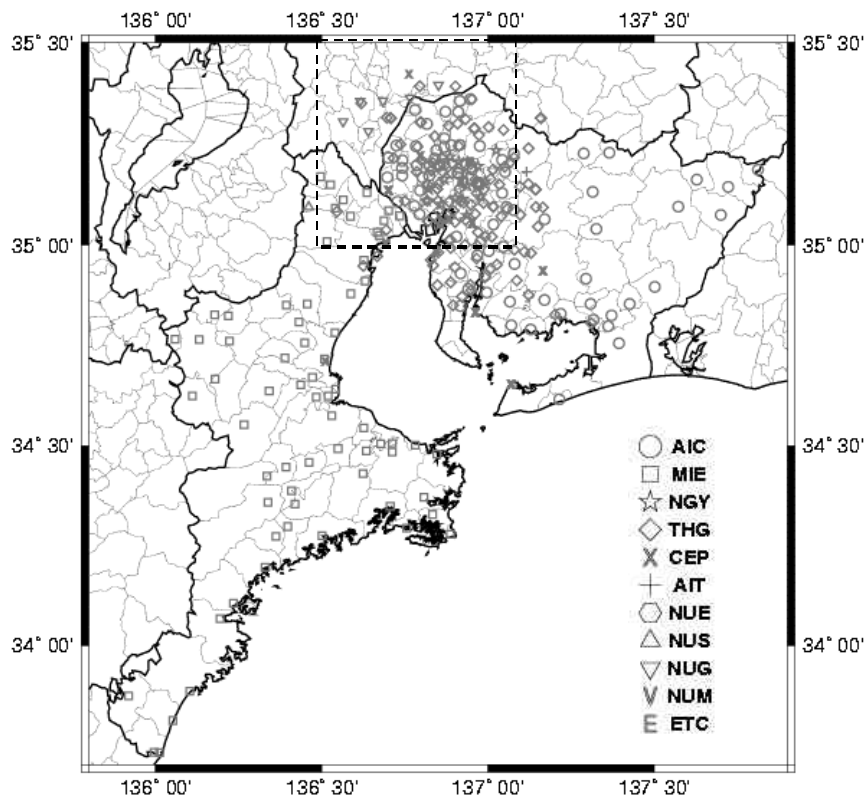 136° 00' 136° 30' 137° 00' 137° 30'
35° 30' 35° 30'
35° 00' 35° 00'
34° 30' 34° 30'
AIC
MIE
NGY
THG
CEP
AIT
NUE
NUS
34° 00' 34° 00'
NUG
NUM
ETC
136° 00' 136° 30' 137° 00' 137° 30'